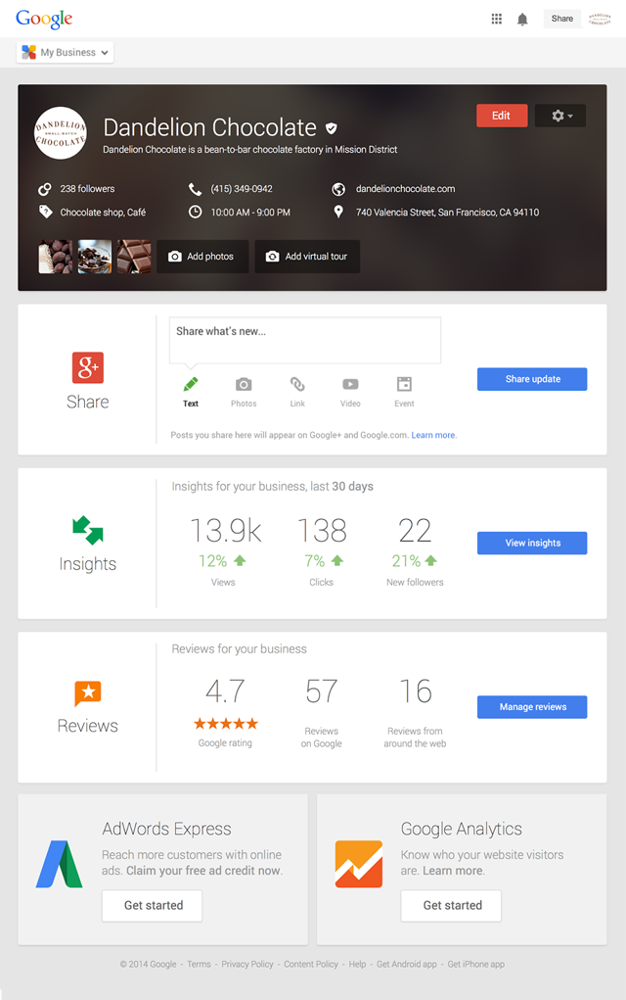 Google
Share
DANDELION CHOCOLATE
My Business
DANDELION
SMALL-BATCH
CHOCOLATE
Dandelion Chocolate
Dandelion Chocolate is a bean-to-bar chocolate factory in Mission District
Edit
238 followers
(415) 349-0942
dandelionchocolate.com
Chocolate shop, Café
10:00 AM - 9:00 PM
740 Valencia Street, San Francisco, CA 94110
Add photos
Add virtual tour
g+
Share
Share what's new...
Text
Photos
Link
Video
Event
Posts you share here will appear on Google+ and Google.com. Learn more.
Share update
Insights
Insights for your business, last 30 days
13.9k
138
22
12%
7%
21%
Views
Clicks
New followers
View insights
Reviews
Reviews for your business
4.7
57
16
Google rating
Reviews
on Google
Reviews from
around the web
Manage reviews
AdWords Express
Reach more customers with online
ads. Claim your free ad credit now.
Get started
Google Analytics
Know who your website visitors
are. Learn more.
Get started
© 2014 Google - Terms - Privacy Policy - Content Policy - Help - Get Android app - Get iPhone app